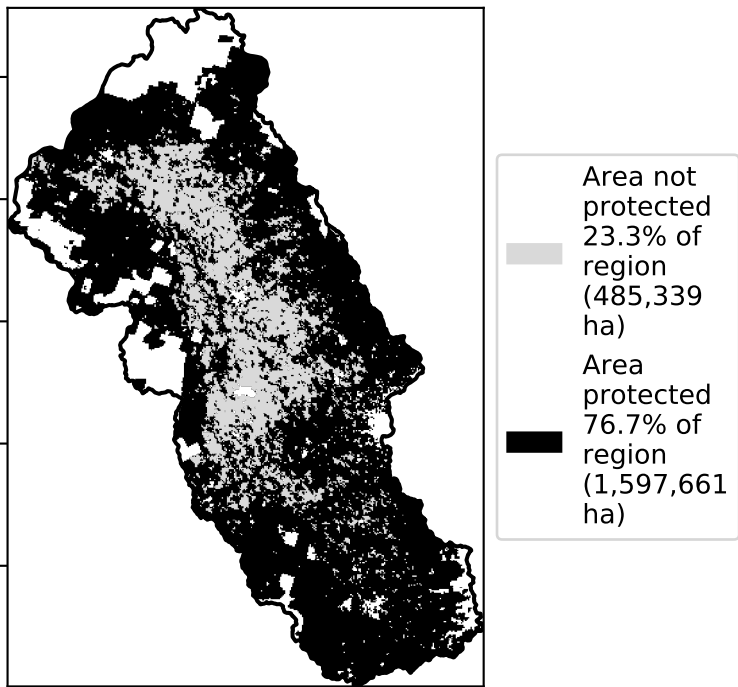 Area not
protected
23.3% of
region
(485,339
ha)
Area
protected
76.7% of
region
(1,597,661
ha)